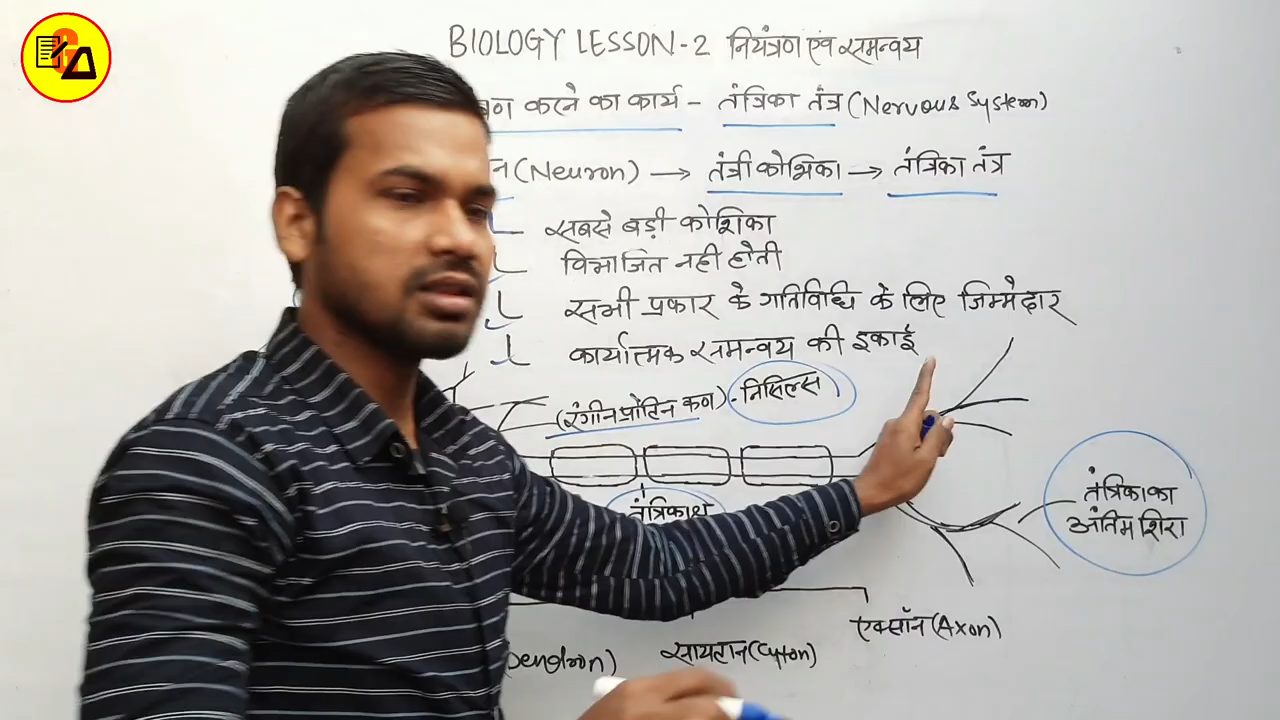 BIOLOGY LESSON-2 नियंत्रण एवं समन्वय
करने का कार्य - तंत्रिका तंत्र (Nervous System)
(Neuron) → तंत्री कोशिका → तंत्रिका तंत्र
सबसे बड़ी कोशिका
विभाजित नही होती
सभी प्रकार के गतिविधि के लिए जिम्मेदार
कार्यात्मक समन्वय की इकाई
(रंगीन प्रोटिन कण) - निसिल्स
तंत्रिका का
अंतिम शिरा
तंत्रिकाक्ष
एक्सॉन (Axon)
सायटान (Cyton)
(Dendron)